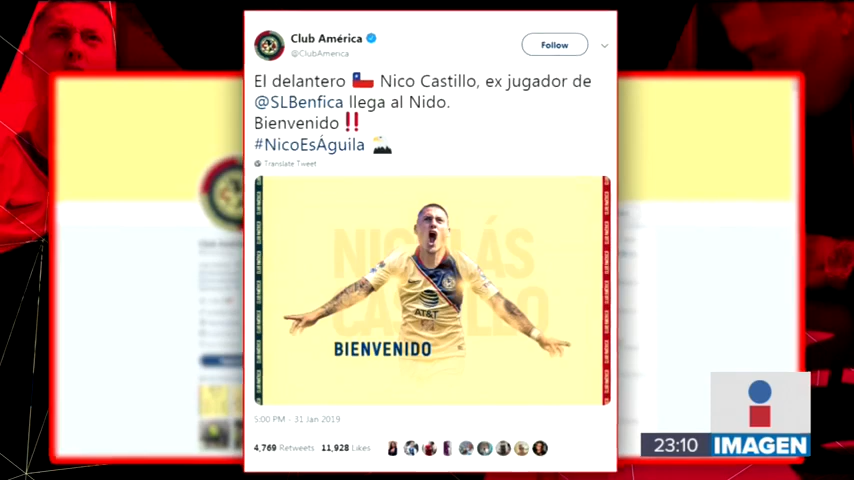 Club América
@ClubAmerica
Follow
El delantero 🇨🇱 Nico Castillo, ex jugador de
@SLBenfica llega al Nido.
Bienvenido ‼
#NicoEsÁguila
Translate Tweet
NICOLÁS
CASTILLO
AT&T
BIENVENIDO
5:00 PM - 31 Jan 2019
4,769 Retweets 11,928 Likes
23:10 IMAGEN